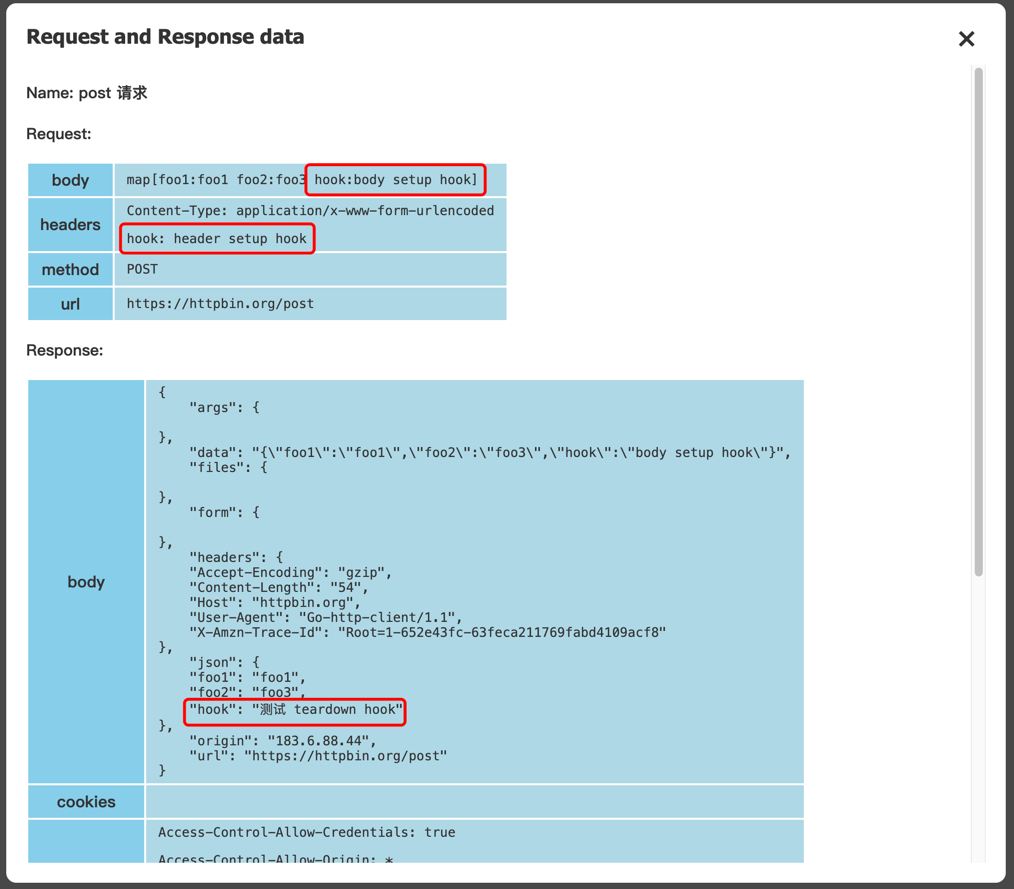 Request and Response data
×
Name: post 请求
Request:
body map[foo1:foo1 foo2:foo3 hook:body setup hook]
headers Content-Type: application/x-www-form-urlencoded
hook: header setup hook
method POST
url https://httpbin.org/post
Response:
body
{
"args": {
},
"data": "{\"foo1\":\"foo1\",\"foo2\":\"foo3\",\"hook\":\"body setup hook\"}",
"files": {
},
"form": {
},
"headers": {
"Accept-Encoding": "gzip",
"Content-Length": "54",
"Host": "httpbin.org",
"User-Agent": "Go-http-client/1.1",
"X-Amzn-Trace-Id": "Root=1-652e43fc-63feca211769fabd4109acf8"
},
"json": {
"foo1": "foo1",
"foo2": "foo3",
"hook": "测试 teardown hook"
},
"origin": "183.6.88.44",
"url": "https://httpbin.org/post"
}
cookies
Access-Control-Allow-Credentials: true
Access-Control-Allow-Origin: *